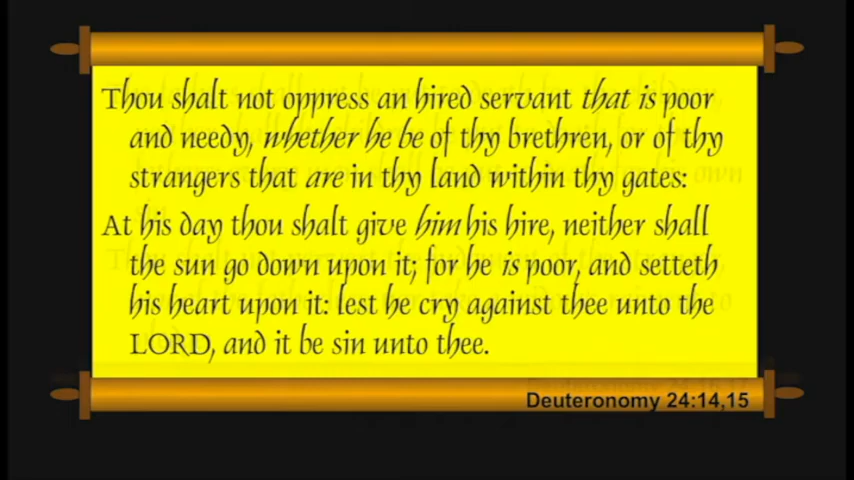 Thou shalt not oppress an hired servant that is poor
and needy, whether he be of thy brethren, or of thy
strangers that are in thy land within thy gates:
At his day thou shalt give him his hire, neither shall
the sun go down upon it; for he is poor, and setteth
his heart upon it: lest he cry against thee unto the
LORD, and it be sin unto thee.
Deuteronomy 24:14,15